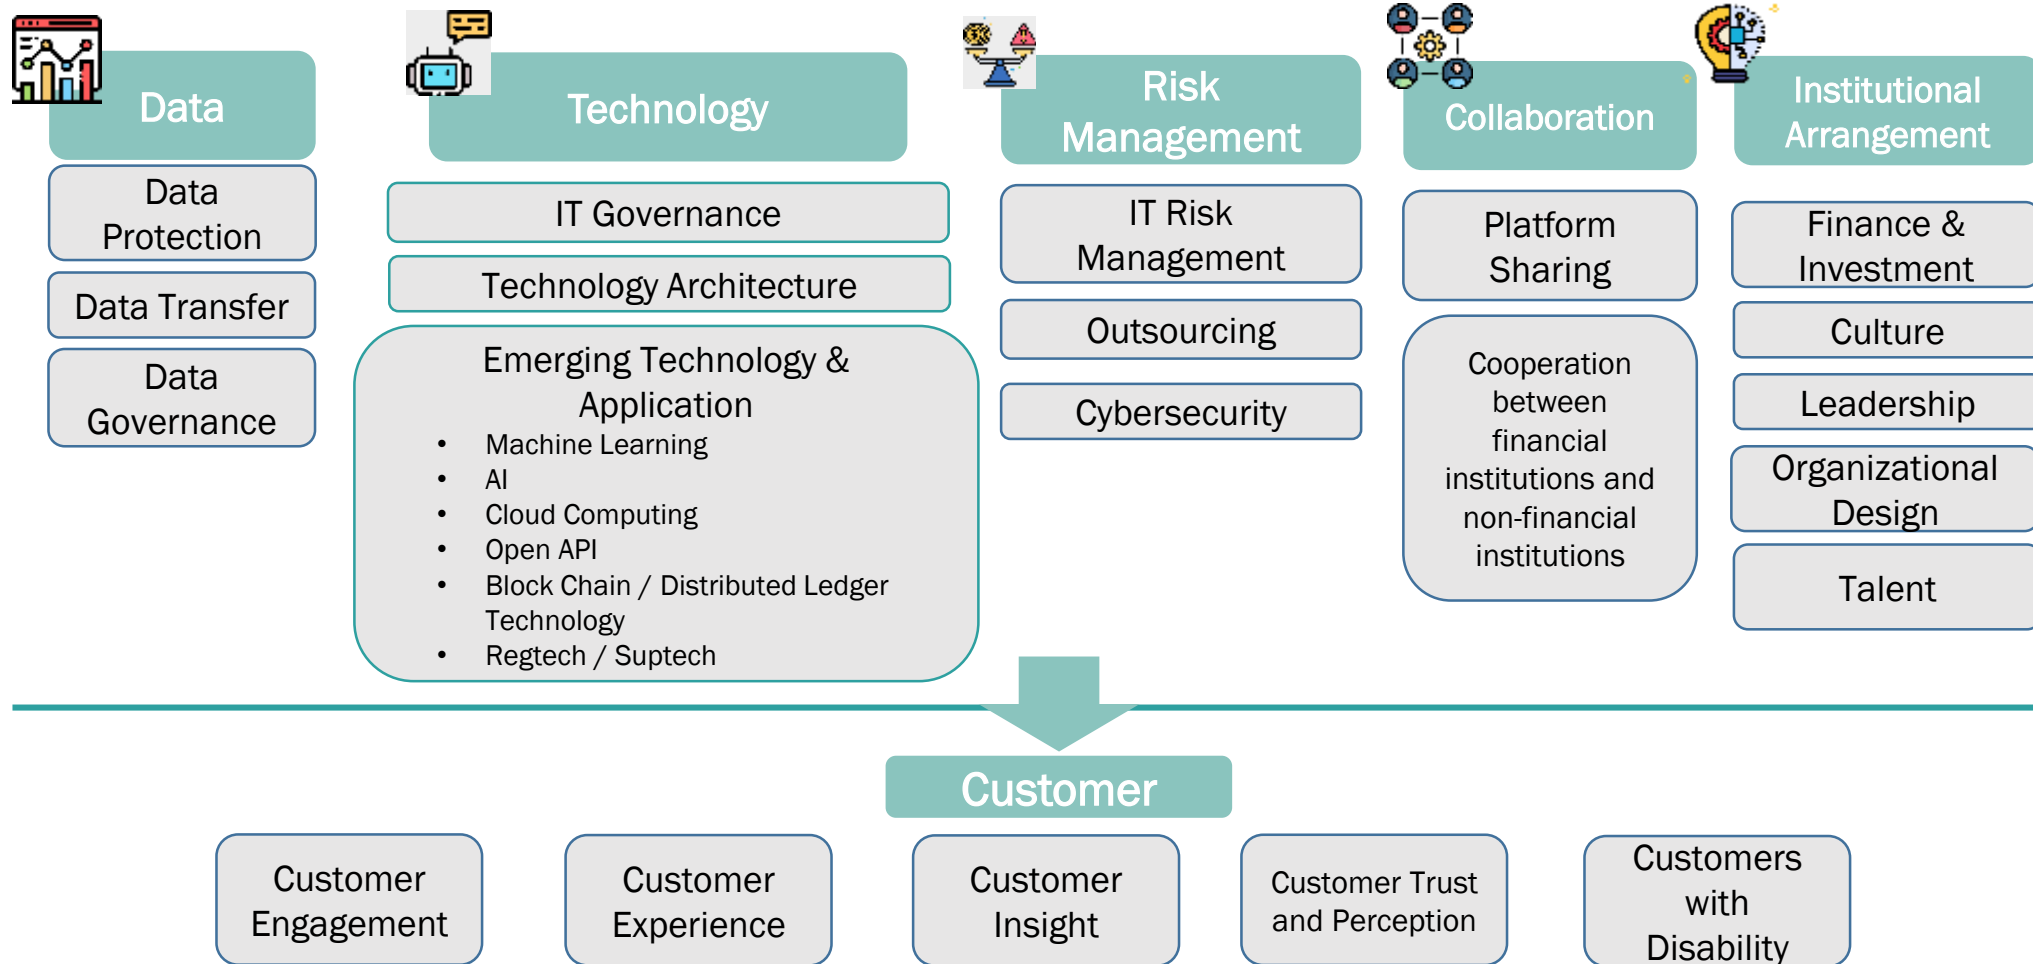 Data
Data
Protection
Data Transfer
Data
Governance
Technology
IT Governance
Technology Architecture
Emerging Technology &
Application
• Machine Learning
• AI
• Cloud Computing
• Open API
• Block Chain / Distributed Ledger
Technology
• Regtech / Suptech
Risk
Management
IT Risk
Management
Outsourcing
Cybersecurity
Collaboration
Platform
Sharing
Cooperation
between
financial
institutions and
non-financial
institutions
Institutional
Arrangement
Finance &
Investment
Culture
Leadership
Organizational
Design
Talent
Customer
Customer
Engagement
Customer
Experience
Customer
Insight
Customer Trust
and Perception
Customers
with
Disability